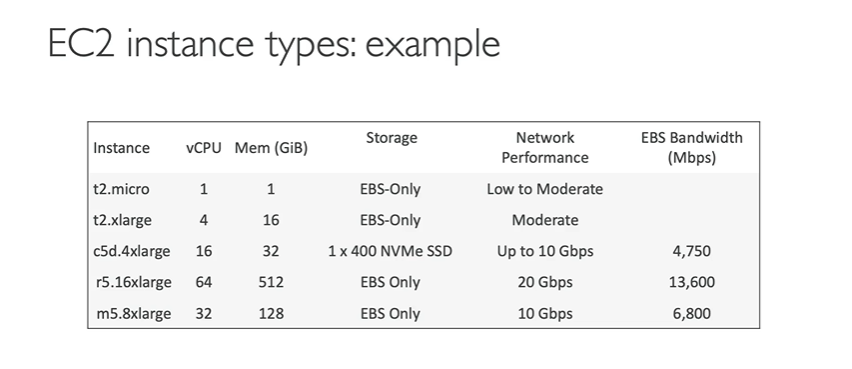 EC2 instance types: example
Instance vCPU Mem (GiB) Storage Network Performance EBS Bandwidth (Mbps)
t2.micro 1 1 EBS-Only Low to Moderate
t2.xlarge 4 16 EBS-Only Moderate
c5d.4xlarge 16 32 1 x 400 NVMe SSD Up to 10 Gbps 4,750
r5.16xlarge 64 512 EBS Only 20 Gbps 13,600
m5.8xlarge 32 128 EBS Only 10 Gbps 6,800